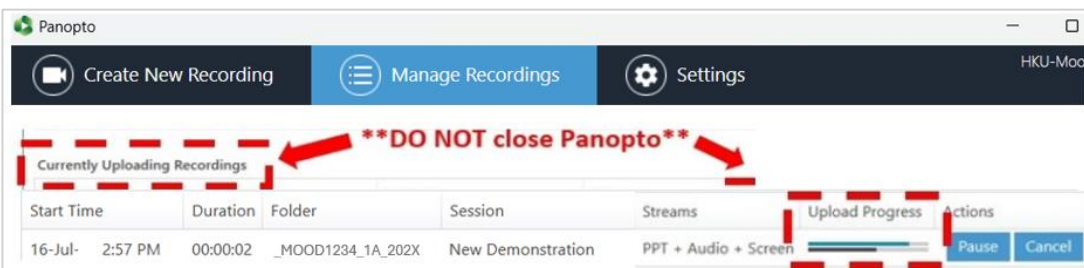 Panopto
Create New Recording Manage Recordings Settings HKU-Moo
**DO NOT close Panopto**
Currently Uploading Recordings
Start Time Duration Folder Session Streams Upload Progress Actions
16-Jul- 2:57 PM 00:00:02 _MOOD1234_1A_202X New Demonstration PPT + Audio + Screen Pause Cancel